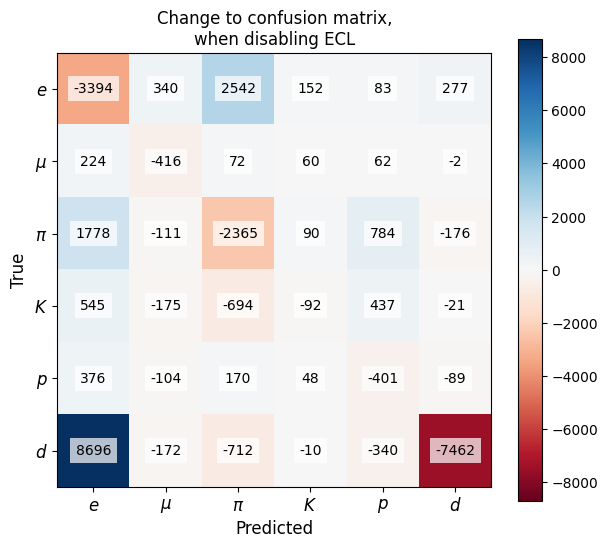 Change to confusion matrix,
when disabling ECL
e -3394 340 2542 152 83 277
μ 224 -416 72 60 62 -2
π 1778 -111 -2365 90 784 -176
K 545 -175 -694 -92 437 -21
p 376 -104 170 48 -401 -89
d 8696 -172 -712 -10 -340 -7462
e μ π K p d
True
Predicted
8000
6000
4000
2000
0
−2000
−4000
−6000
−8000